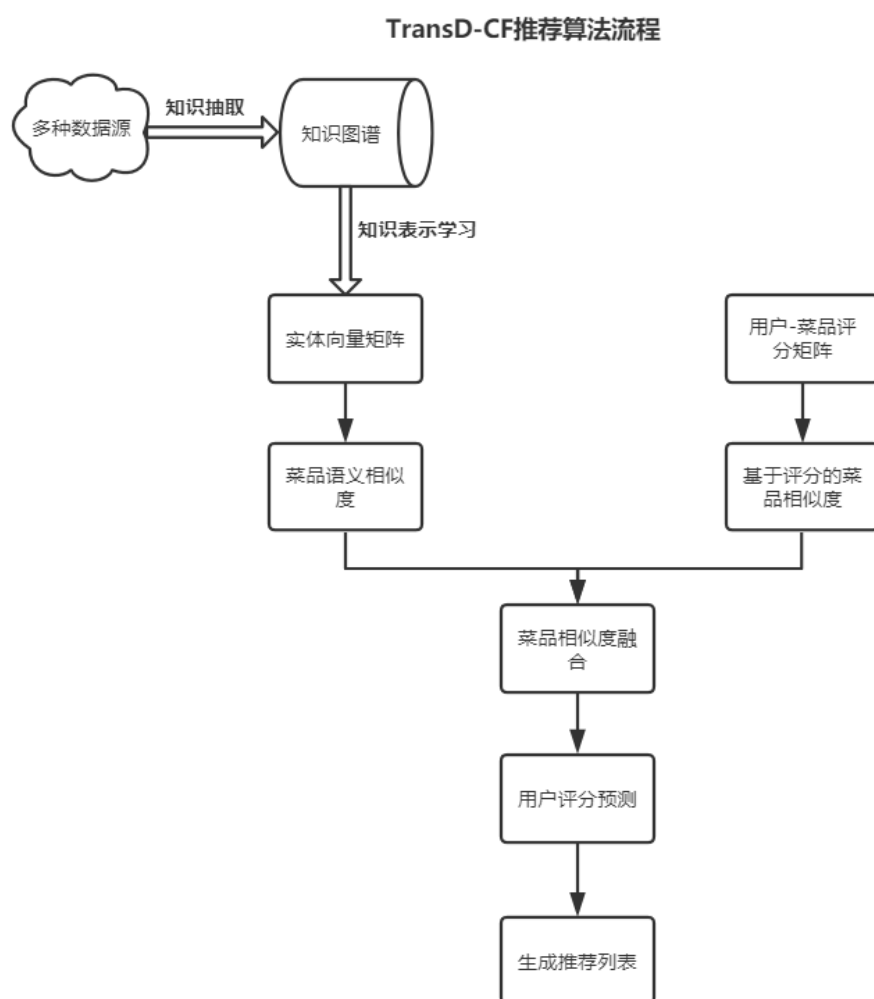 TransD-CF推荐算法流程
知识抽取
多种数据源
知识图谱
知识表示学习
实体向量矩阵
用户-菜品评
分矩阵
菜品语义相似
度
基于评分的菜
品相似度
菜品相似度融
合
用户评分预测
生成推荐列表